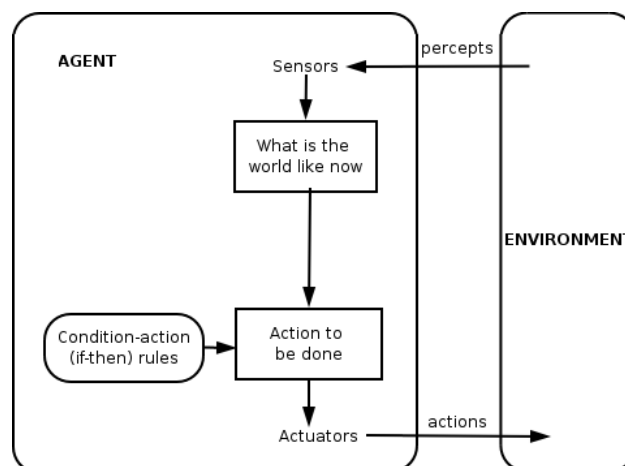 AGENT
Sensors
percepts
What is the
world like now
ENVIRONMENT
Condition-action
(if-then) rules
Action to
be done
Actuators
actions